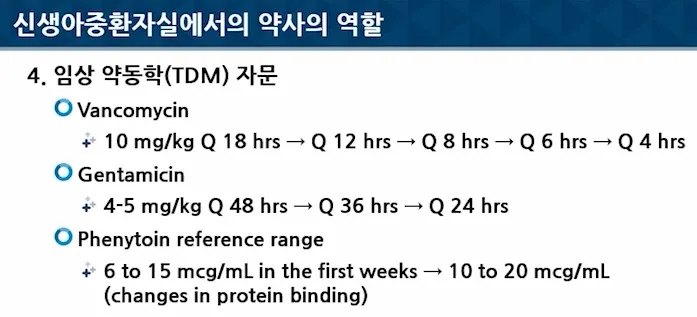 신생아중환자실에서의 약사의 역할
4. 임상 약동학(TDM) 자문
Vancomycin
10 mg/kg Q 18 hrs → Q 12 hrs → Q 8 hrs → Q 6 hrs → Q 4 hrs
Gentamicin
4-5 mg/kg Q 48 hrs → Q 36 hrs → Q 24 hrs
Phenytoin reference range
6 to 15 mcg/mL in the first weeks → 10 to 20 mcg/mL
(changes in protein binding)